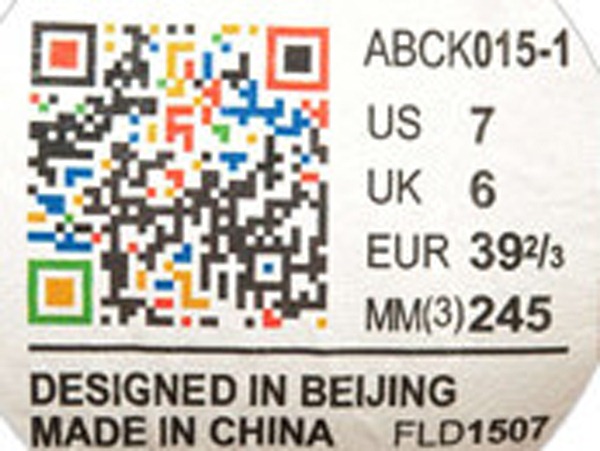 ABCK015-1
US 7
UK 6
EUR 39²/₃
MM(3)245
DESIGNED IN BEIJING
MADE IN CHINA FLD1507